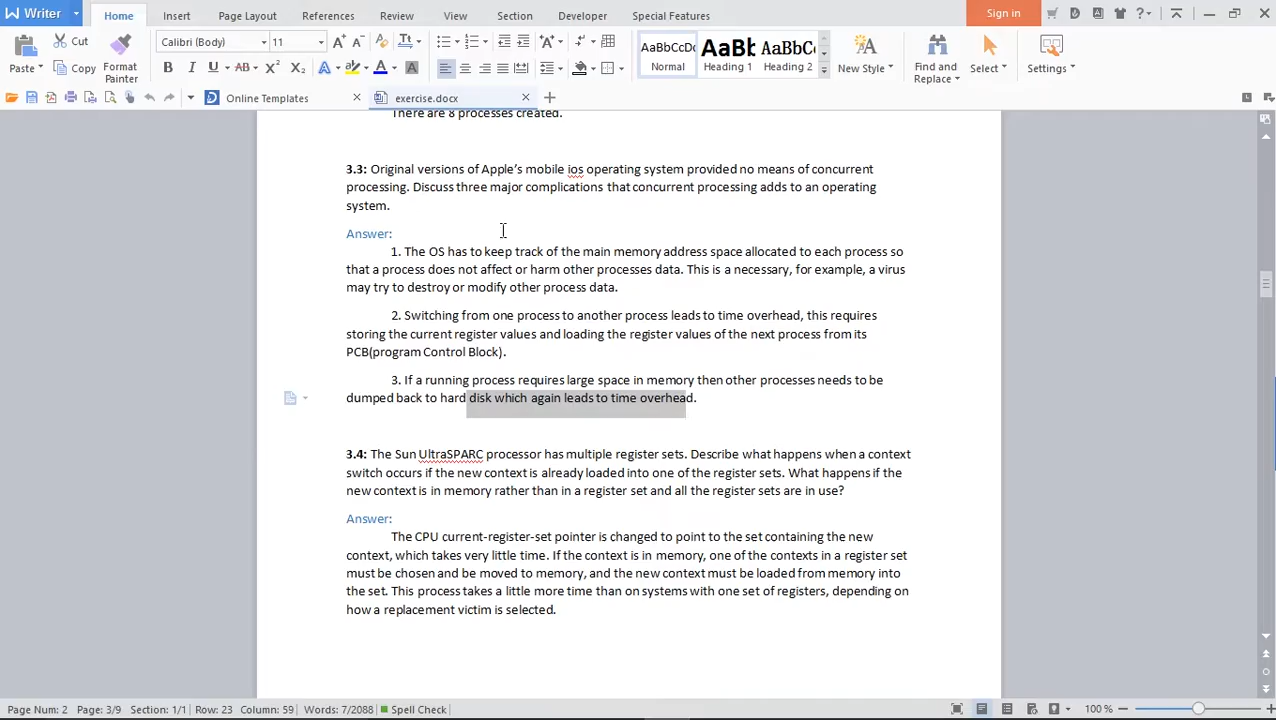 Writer
Home
Insert
Page Layout
References
Review
View
Section
Developer
Special Features
Sign in
Paste
Cut
Copy
Format Painter
Calibri (Body)
11
AaBbCcDd
Normal
AaBb
Heading 1
AaBbC
Heading 2
New Style
Find and Replace
Select
Settings
Online Templates
exercise.docx
There are 8 processes created.
3.3: Original versions of Apple's mobile ios operating system provided no means of concurrent
processing. Discuss three major complications that concurrent processing adds to an operating
system.
Answer:
1. The OS has to keep track of the main memory address space allocated to each process so
that a process does not affect or harm other processes data. This is a necessary, for example, a virus
may try to destroy or modify other process data.
2. Switching from one process to another process leads to time overhead, this requires
storing the current register values and loading the register values of the next process from its
PCB(program Control Block).
3. If a running process requires large space in memory then other processes needs to be
dumped back to hard disk which again leads to time overhead.
3.4: The Sun UltraSPARC processor has multiple register sets. Describe what happens when a context
switch occurs if the new context is already loaded into one of the register sets. What happens if the
new context is in memory rather than in a register set and all the register sets are in use?
Answer:
The CPU current-register-set pointer is changed to point to the set containing the new
context, which takes very little time. If the context is in memory, one of the contexts in a register set
must be chosen and be moved to memory, and the new context must be loaded from memory into
the set. This process takes a little more time than on systems with one set of registers, depending on
how a replacement victim is selected.
Page Num: 2 Page: 3/9 Section: 1/1 Row: 23 Column: 59 Words: 7/2088 Spell Check
100 %